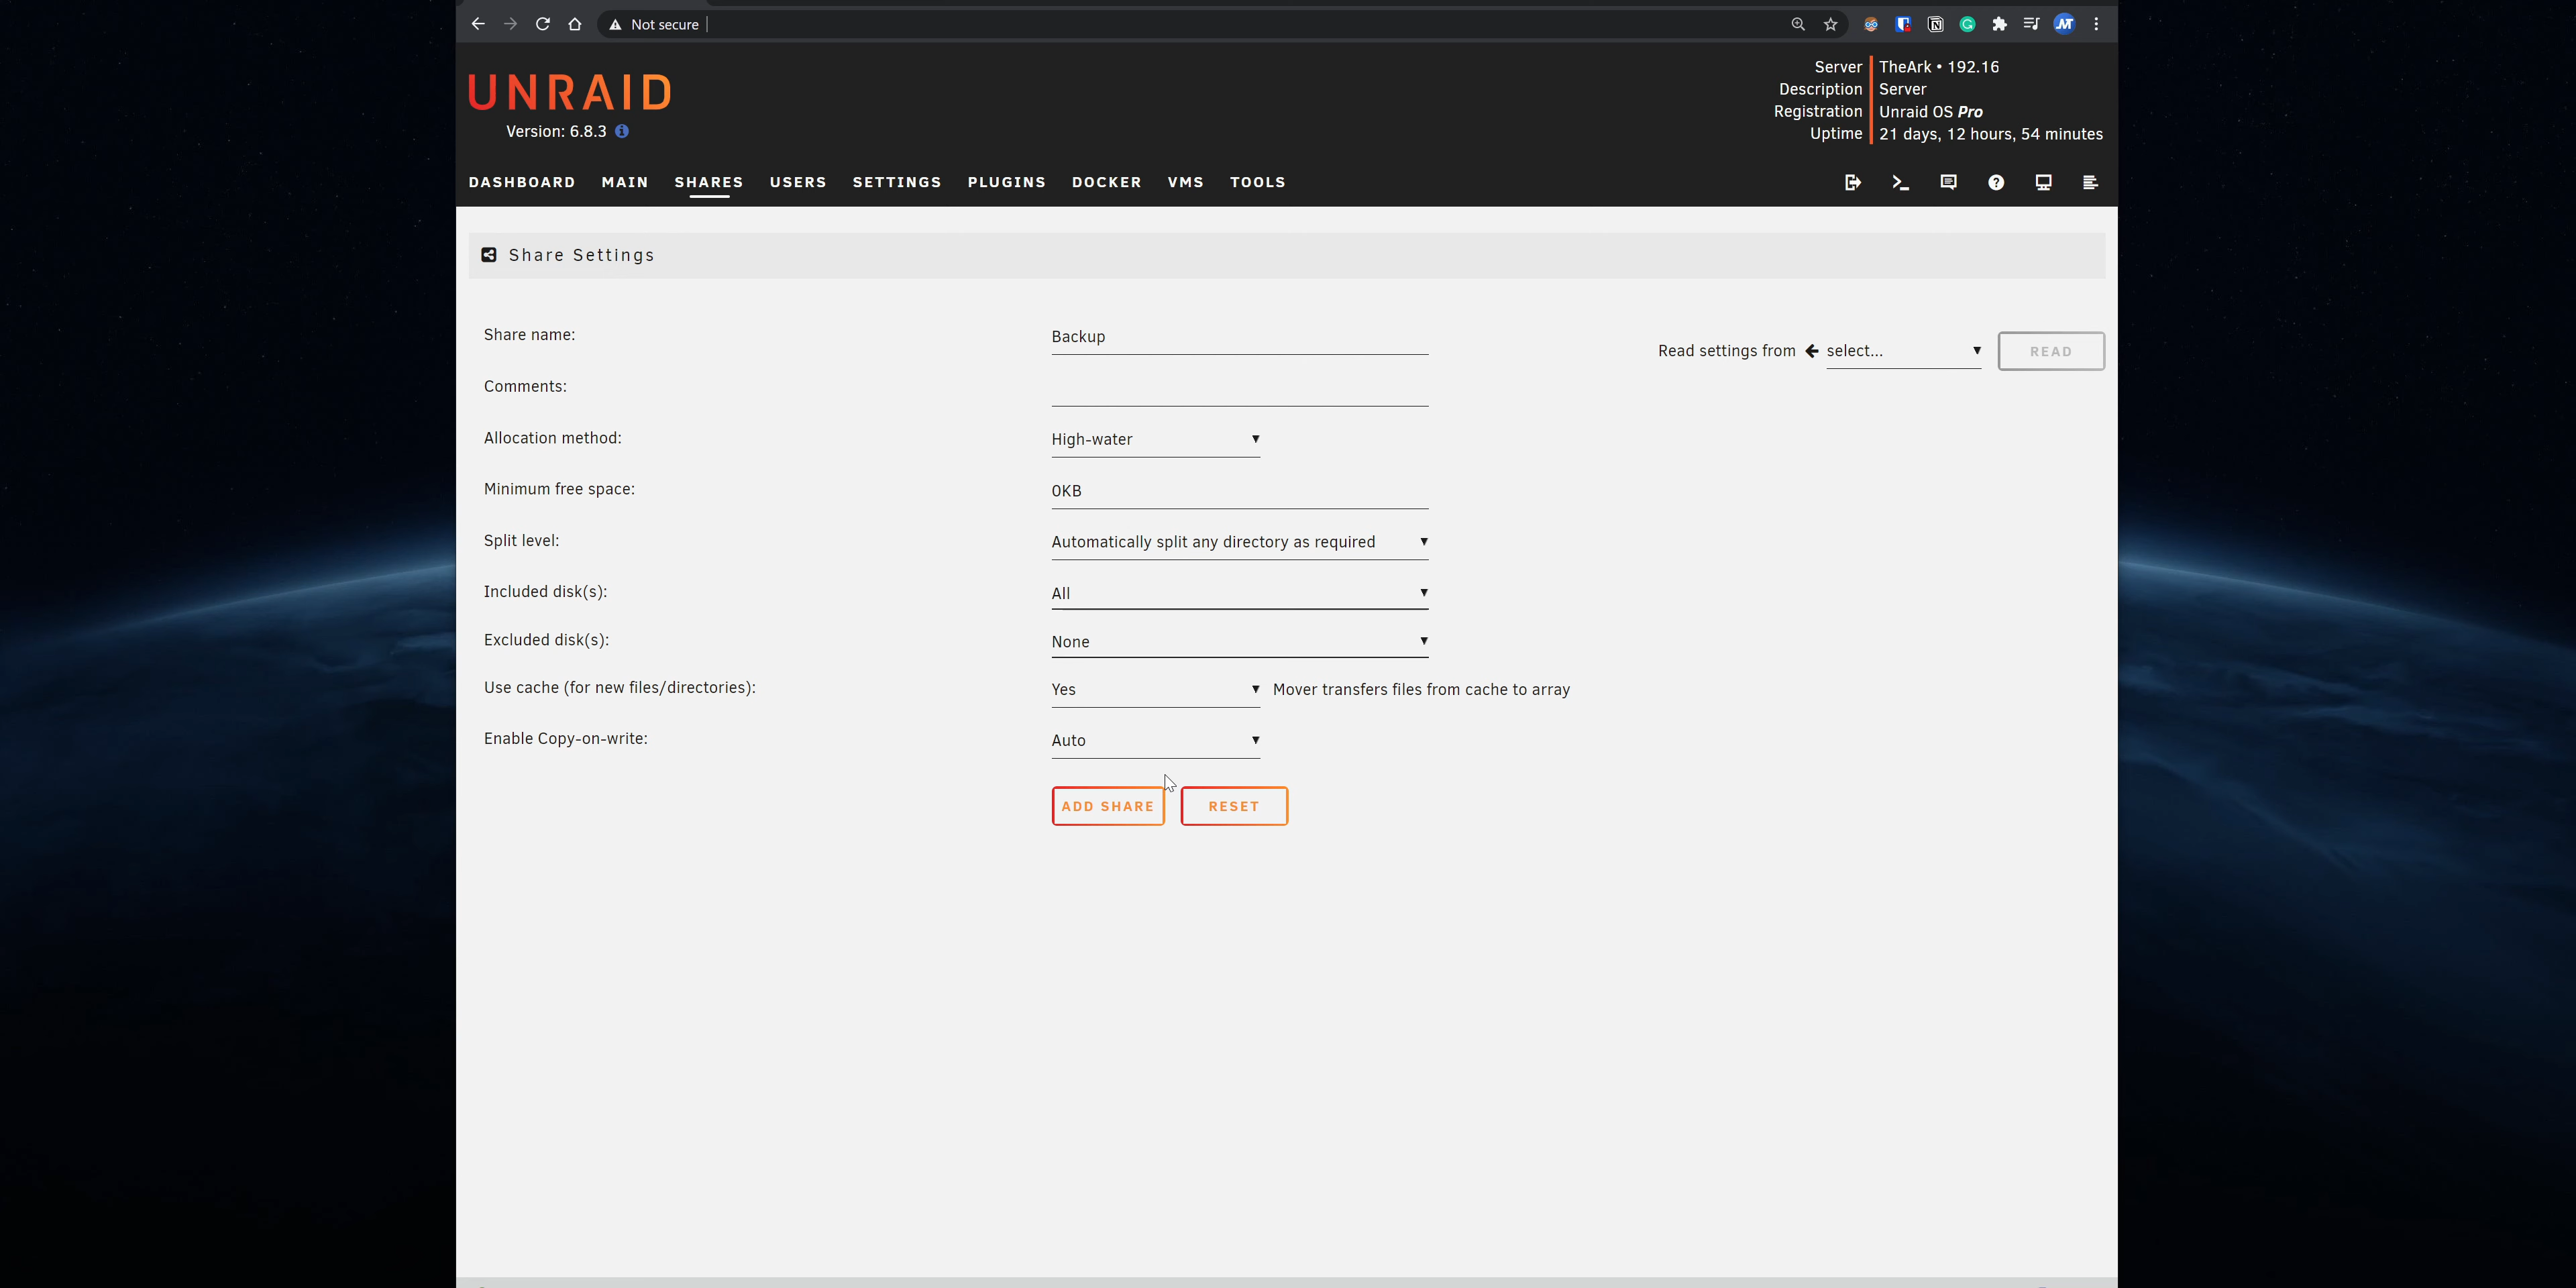 Not secure
UNRAID
Version: 6.8.3
Server TheArk • 192.16
Description Server
Registration Unraid OS Pro
Uptime 21 days, 12 hours, 54 minutes
DASHBOARD MAIN SHARES USERS SETTINGS PLUGINS DOCKER VMS TOOLS
Share Settings
Share name: Backup
Read settings from select... READ
Comments:
Allocation method: High-water
Minimum free space: 0KB
Split level: Automatically split any directory as required
Included disk(s): All
Excluded disk(s): None
Use cache (for new files/directories): Yes Mover transfers files from cache to array
Enable Copy-on-write: Auto
ADD SHARE RESET